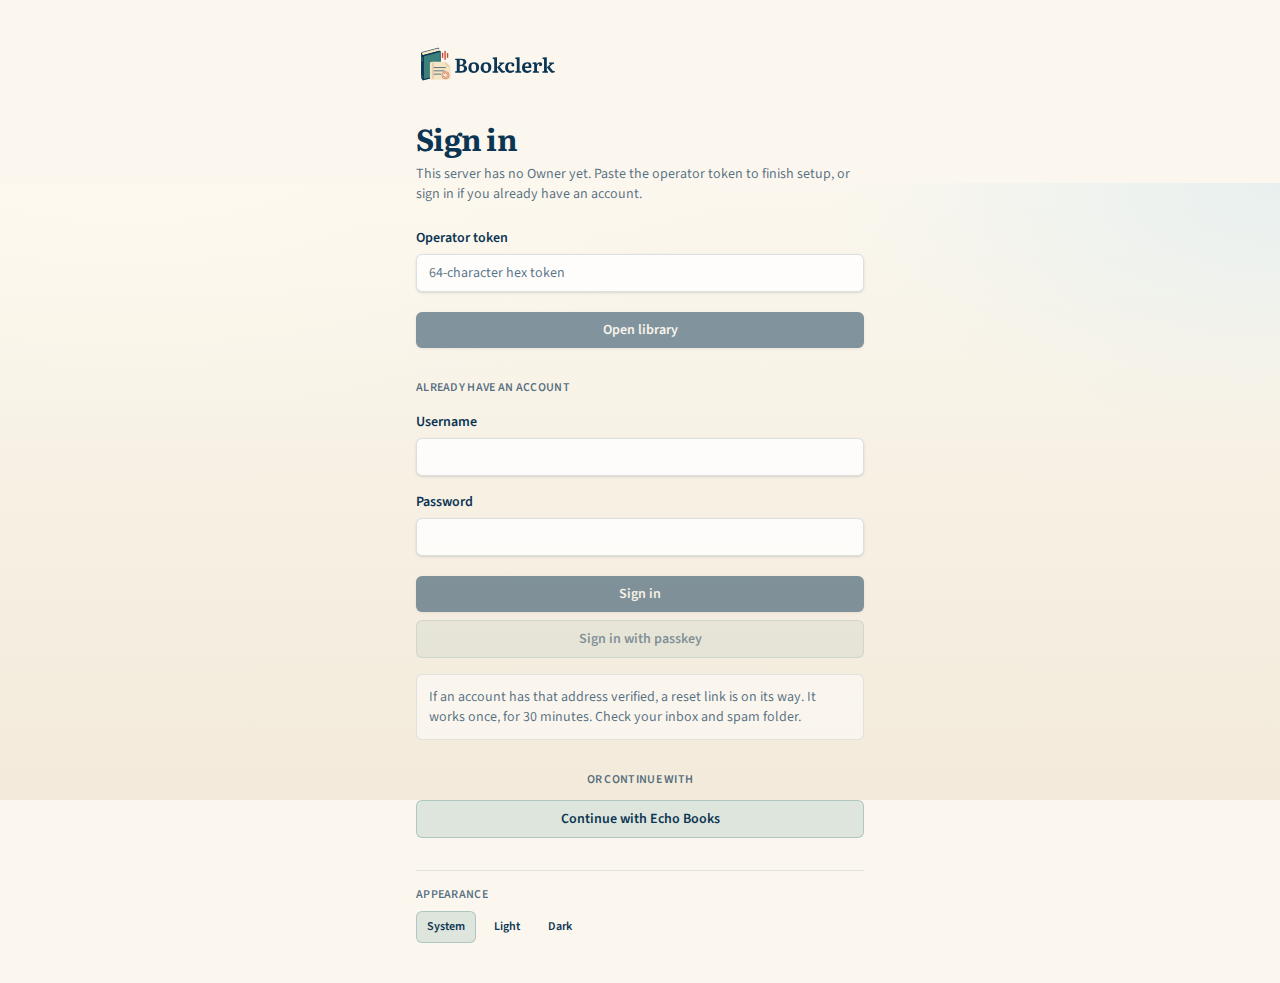 Bookclerk
Sign in
This server has no Owner yet. Paste the operator token to finish setup, or
sign in if you already have an account.
Operator token
64-character hex token
Open library
ALREADY HAVE AN ACCOUNT
Username
Password
Sign in
Sign in with passkey
If an account has that address verified, a reset link is on its way. It
works once, for 30 minutes. Check your inbox and spam folder.
OR CONTINUE WITH
Continue with Echo Books
APPEARANCE
System Light Dark